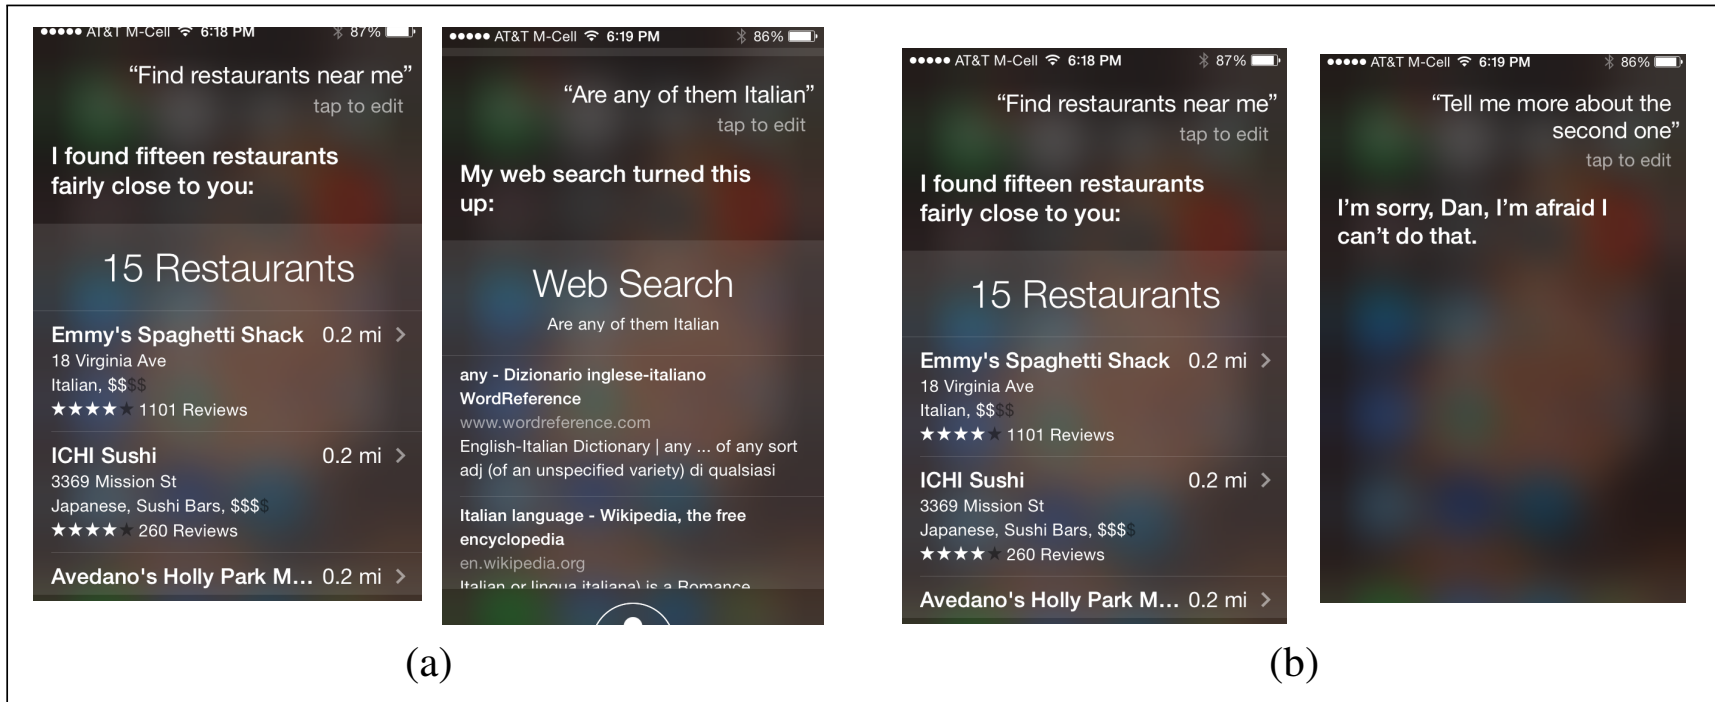 AT&T M-Cell 6:18 PM 87%
“Find restaurants near me”
tap to edit
I found fifteen restaurants
fairly close to you:
15 Restaurants
Emmy's Spaghetti Shack 0.2 mi
18 Virginia Ave
Italian, $$$$
★★★★★ 1101 Reviews
ICHI Sushi 0.2 mi
3369 Mission St
Japanese, Sushi Bars, $$$$
★★★★★ 260 Reviews
Avedano's Holly Park M... 0.2 mi
AT&T M-Cell 6:19 PM 86%
“Are any of them Italian”
tap to edit
My web search turned this
up:
Web Search
Are any of them Italian
any - Dizionario inglese-italiano
WordReference
www.wordreference.com
English-Italian Dictionary | any ... of any sort
adj (of an unspecified variety) di qualsiasi
Italian language - Wikipedia, the free
encyclopedia
en.wikipedia.org
Italian or lingua italiana) is a Romance
(a)
AT&T M-Cell 6:18 PM 87%
“Find restaurants near me”
tap to edit
I found fifteen restaurants
fairly close to you:
15 Restaurants
Emmy's Spaghetti Shack 0.2 mi
18 Virginia Ave
Italian, $$$$
★★★★★ 1101 Reviews
ICHI Sushi 0.2 mi
3369 Mission St
Japanese, Sushi Bars, $$$$
★★★★★ 260 Reviews
Avedano's Holly Park M... 0.2 mi
AT&T M-Cell 6:19 PM 86%
“Tell me more about the
second one”
tap to edit
I’m sorry, Dan, I’m afraid I
can’t do that.
(b)